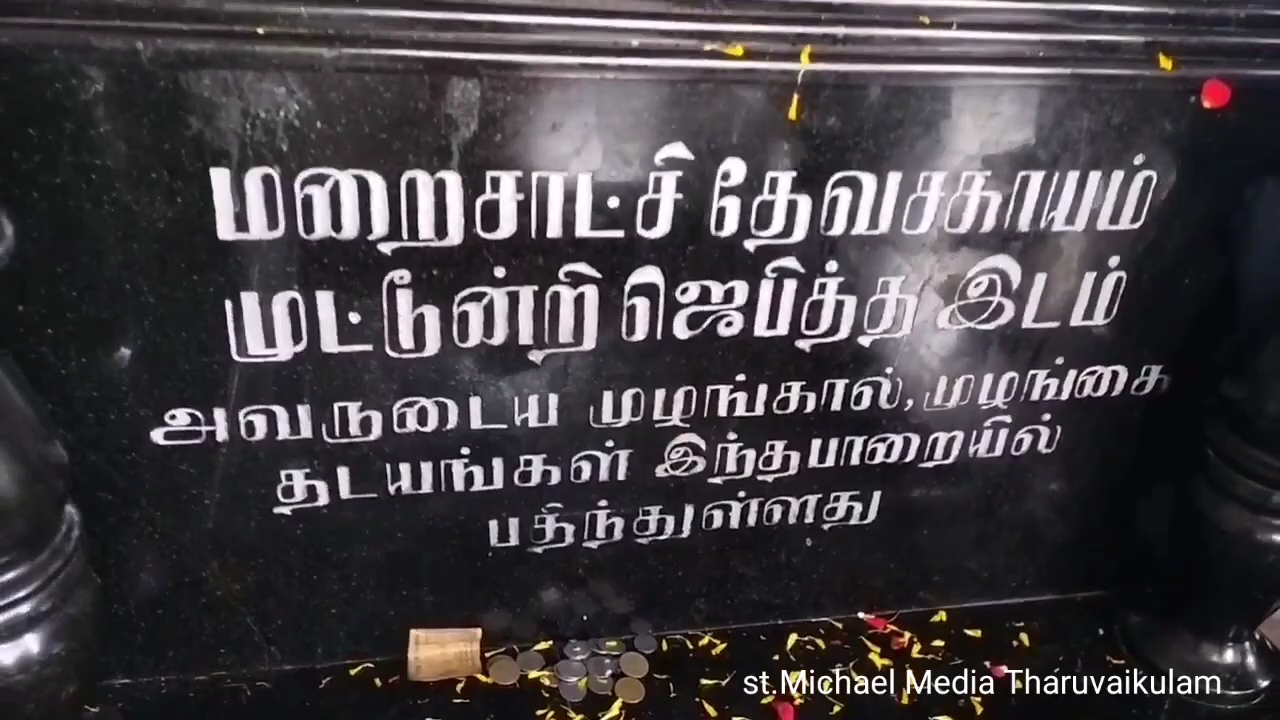 மறைசாட்சி தேவசகாயம்
முட்டூன்றி ஜெபித்த இடம்
அவருடைய முழங்கால், முழங்கை
தடயங்கள் இந்தபாறையில்
பதிந்துள்ளது
st.Michael Media Tharuvaikulam